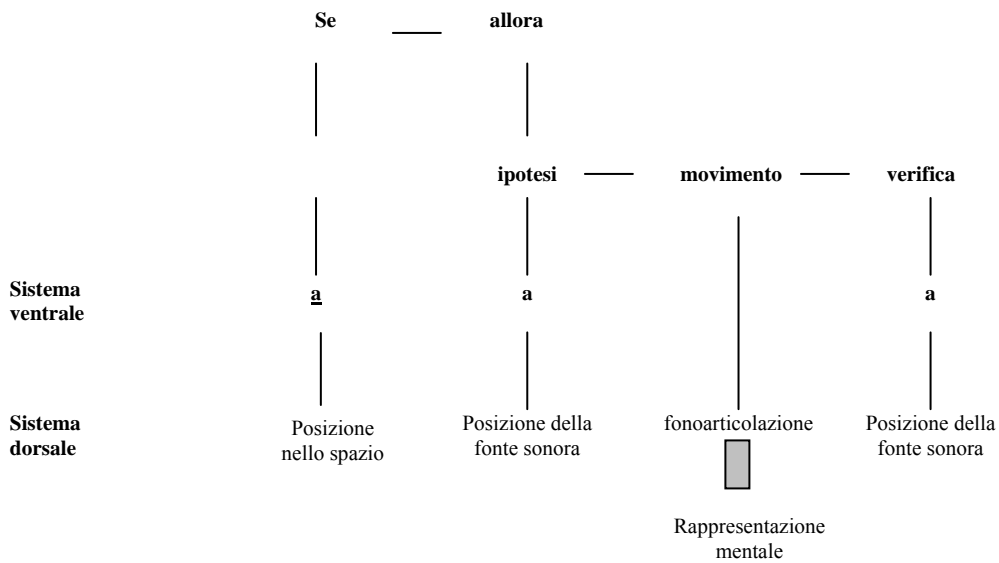 Se allora
ipotesi movimento verifica
Sistema
ventrale
a a a
Sistema
dorsale
Posizione
nello spazio
Posizione della
fonte sonora
fonoarticolazione
Posizione della
fonte sonora
Rappresentazione
mentale